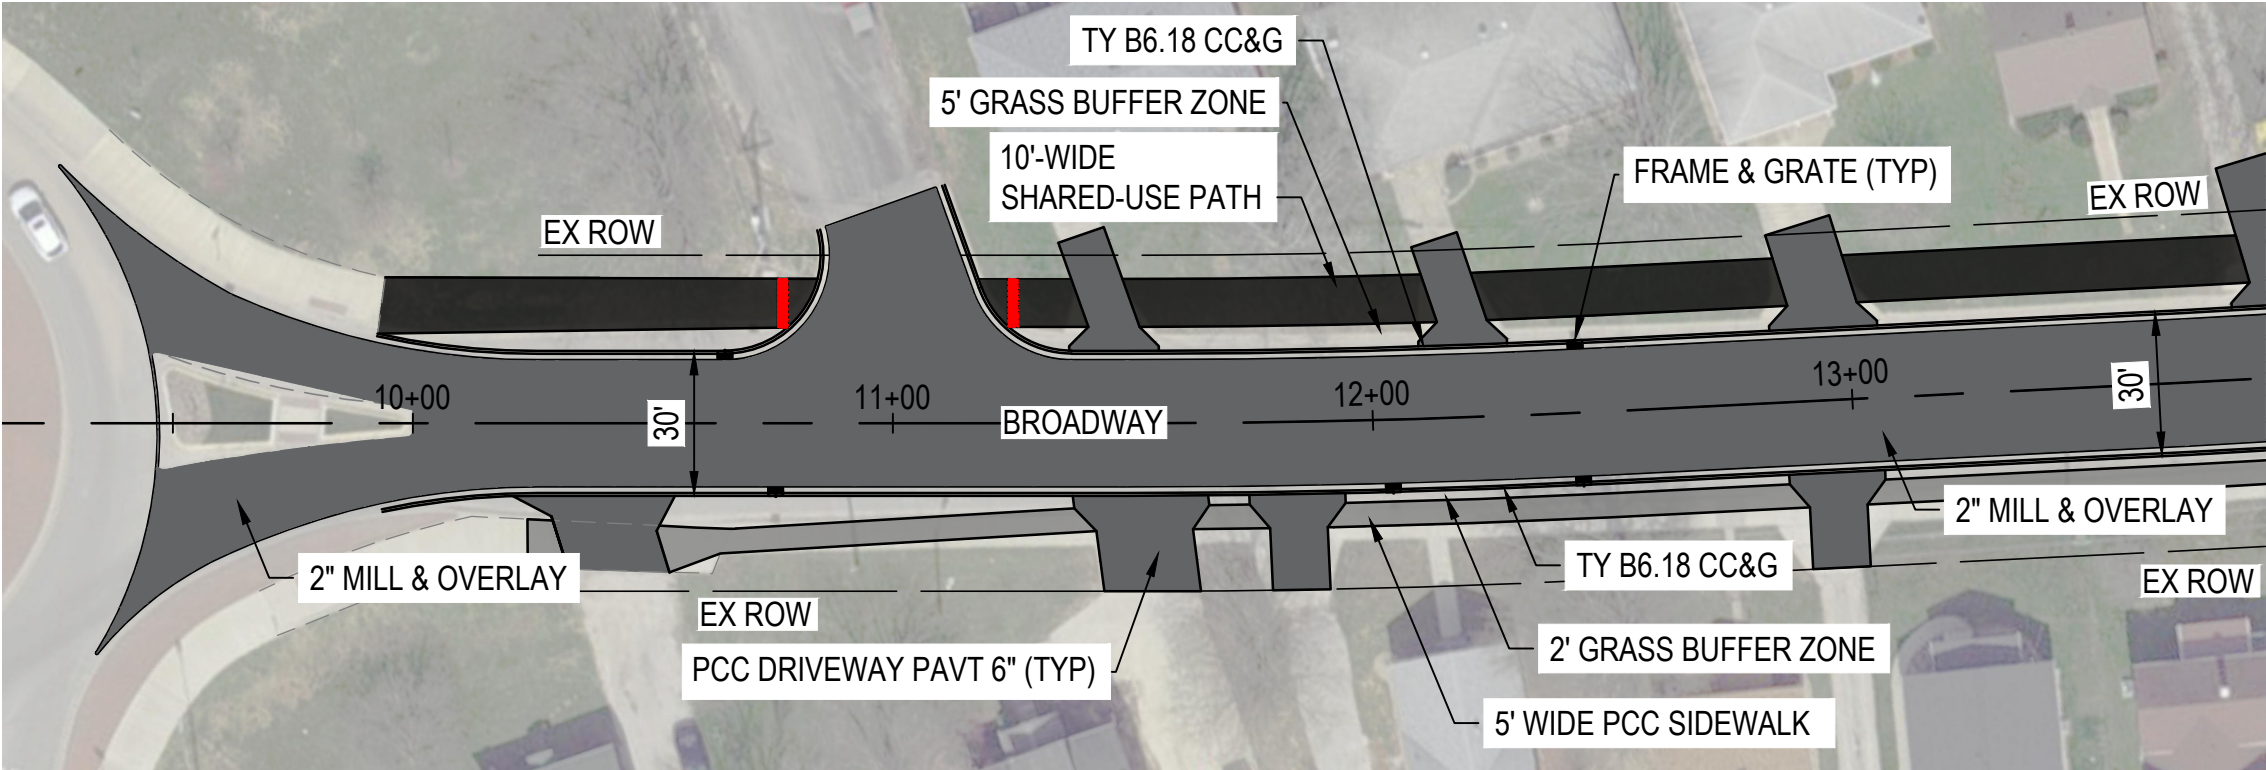 TY B6.18 CC&G
5' GRASS BUFFER ZONE
10'-WIDE
SHARED-USE PATH
FRAME & GRATE (TYP)
EX ROW
EX ROW
10+00
11+00
12+00
13+00
30'
BROADWAY
30'
2" MILL & OVERLAY
2" MILL & OVERLAY
TY B6.18 CC&G
EX ROW
EX ROW
2' GRASS BUFFER ZONE
PCC DRIVEWAY PAVT 6" (TYP)
5' WIDE PCC SIDEWALK